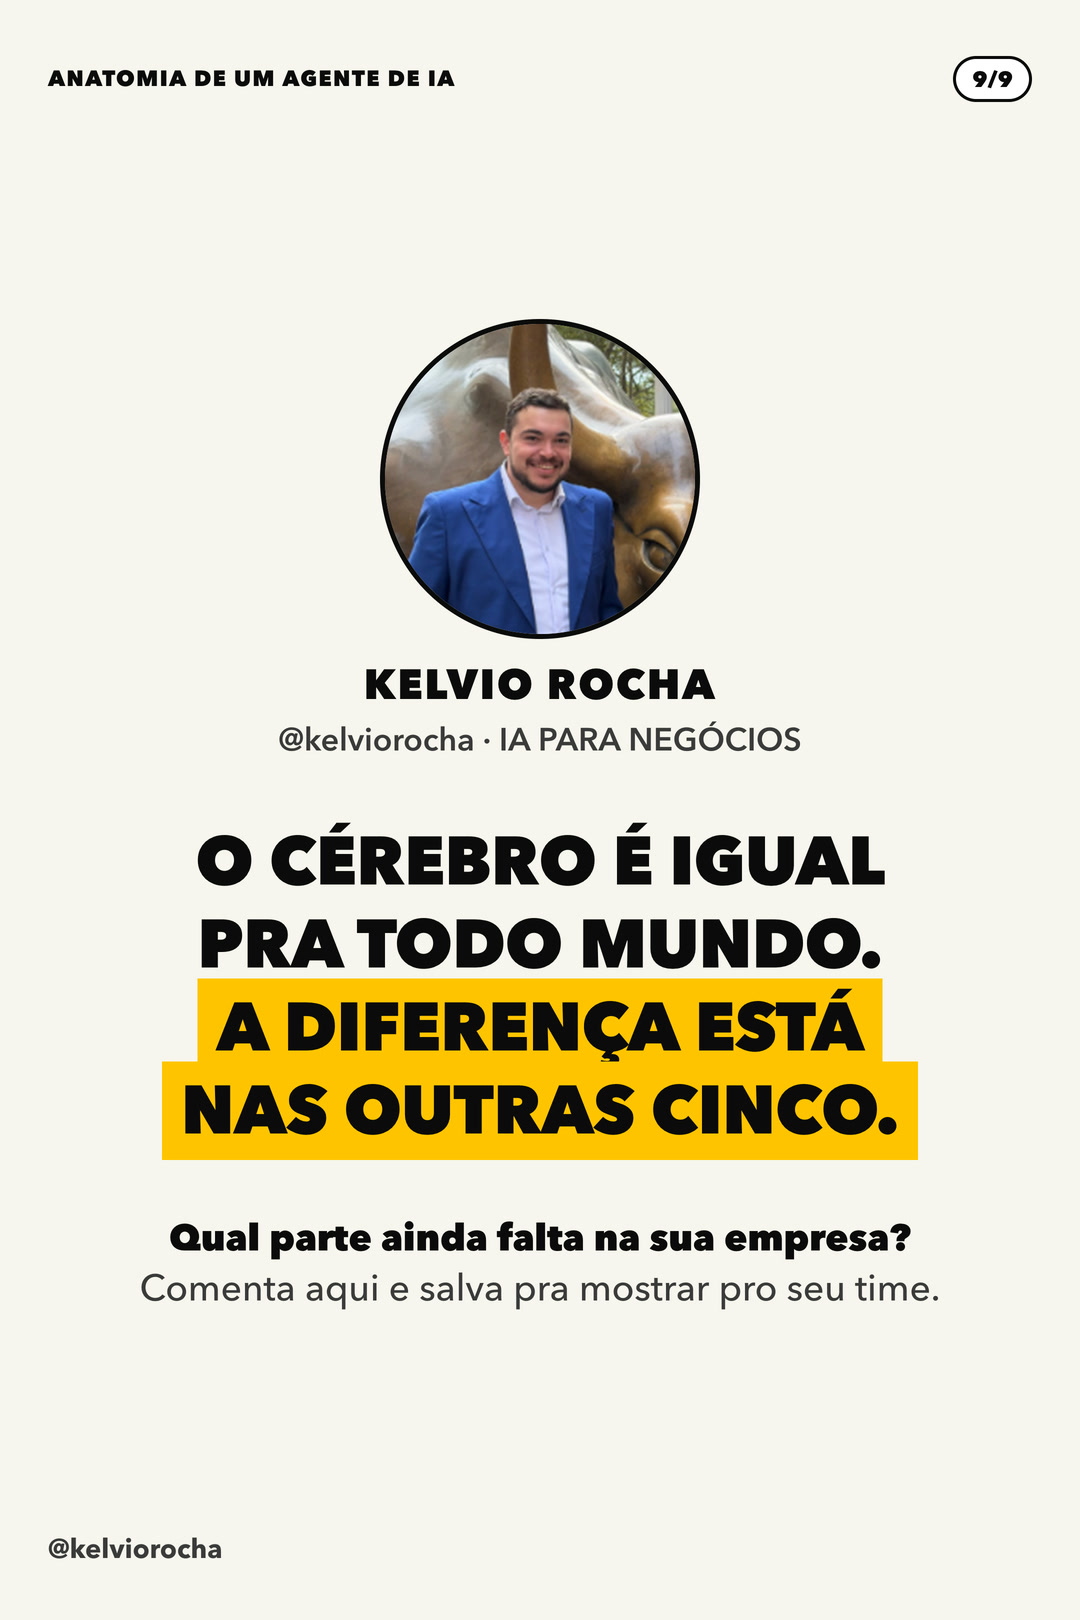 ANATOMIA DE UM AGENTE DE IA
9/9
KELVIO ROCHA
@kelviorocha · IA PARA NEGÓCIOS
O CÉREBRO É IGUAL
PRA TODO MUNDO.
A DIFERENÇA ESTÁ
NAS OUTRAS CINCO.
Qual parte ainda falta na sua empresa?
Comenta aqui e salva pra mostrar pro seu time.
@kelviorocha